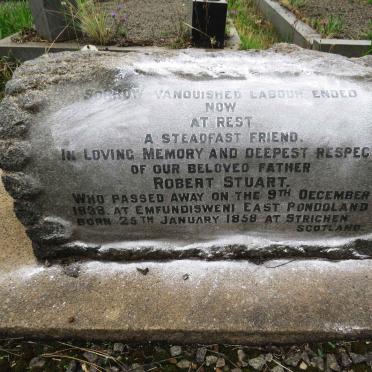 SORROW VANQUISHED LABOUR ENDED
NOW
AT REST
A STEADFAST FRIEND.
IN LOVING MEMORY AND DEEPEST RESPEC
OF OUR BELOVED FATHER
ROBERT STUART.
WHO PASSED AWAY ON THE 9TH DECEMBER
1938. AT EMFUNDISWENI EAST PONDOLAND
BORN 25TH JANUARY 1858 AT STRICHEN
SCOTLAND.